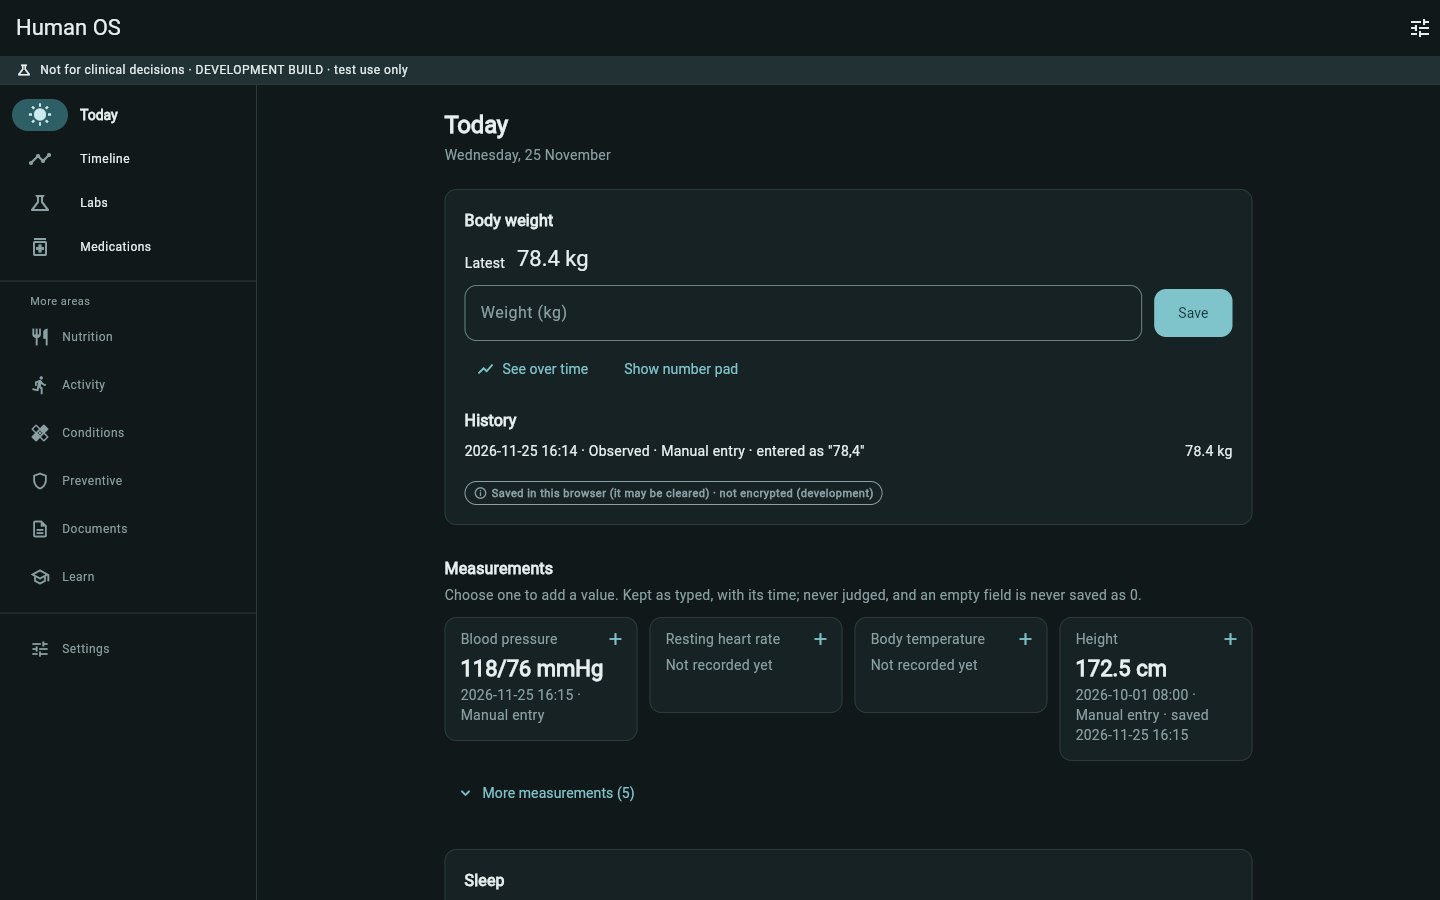 Human OS
Not for clinical decisions · DEVELOPMENT BUILD · test use only
Today
Timeline
Labs
Medications
More areas
Nutrition
Activity
Conditions
Preventive
Documents
Learn
Settings
Today
Wednesday, 25 November
Body weight
Latest 78.4 kg
Weight (kg)
Save
See over time
Show number pad
History
2026-11-25 16:14 · Observed · Manual entry · entered as "78,4" 78.4 kg
Saved in this browser (it may be cleared) · not encrypted (development)
Measurements
Choose one to add a value. Kept as typed, with its time; never judged, and an empty field is never saved as 0.
Blood pressure
118/76 mmHg
2026-11-25 16:15 ·
Manual entry
Resting heart rate
Not recorded yet
Body temperature
Not recorded yet
Height
172.5 cm
2026-10-01 08:00 ·
Manual entry · saved
2026-11-25 16:15
More measurements (5)
Sleep